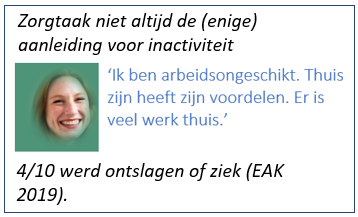 Zorgtaak niet altijd de (enige)
aanleiding voor inactiviteit
‘Ik ben arbeidsongeschikt. Thuis
zijn heeft zijn voordelen. Er is
veel werk thuis.’
4/10 werd ontslagen of ziek (EAK
2019).